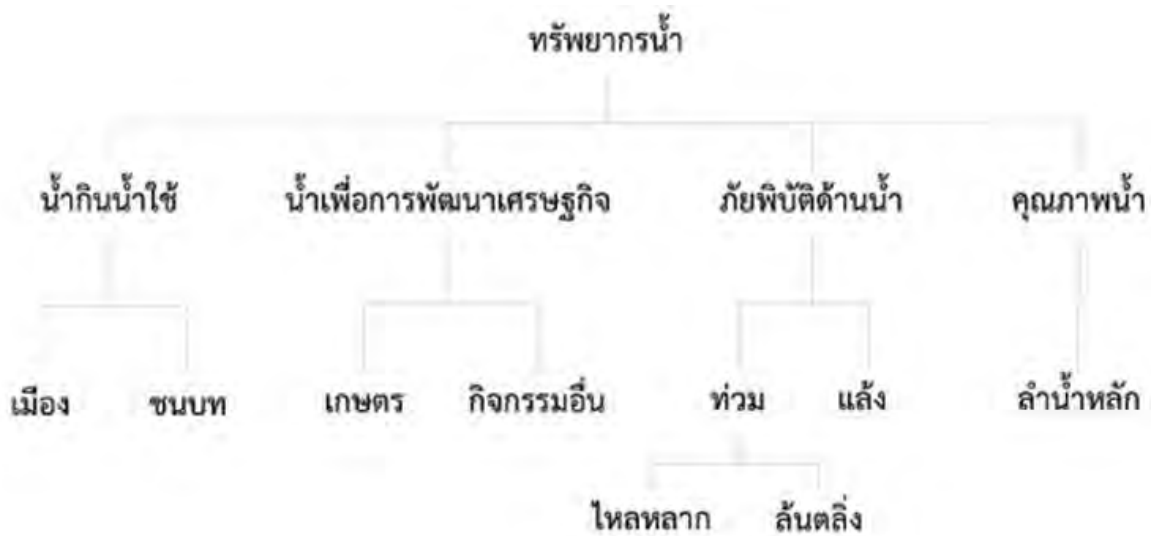 ทรัพยากรน้ำ
น้ำกินน้ำใช้ น้ำเพื่อการพัฒนาเศรษฐกิจ ภัยพิบัติด้านน้ำ คุณภาพน้ำ
เมือง ชนบท เกษตร กิจกรรมอื่น ท่วม แล้ง ลำน้ำหลัก
ไหลหลาก ล้นตลิ่ง